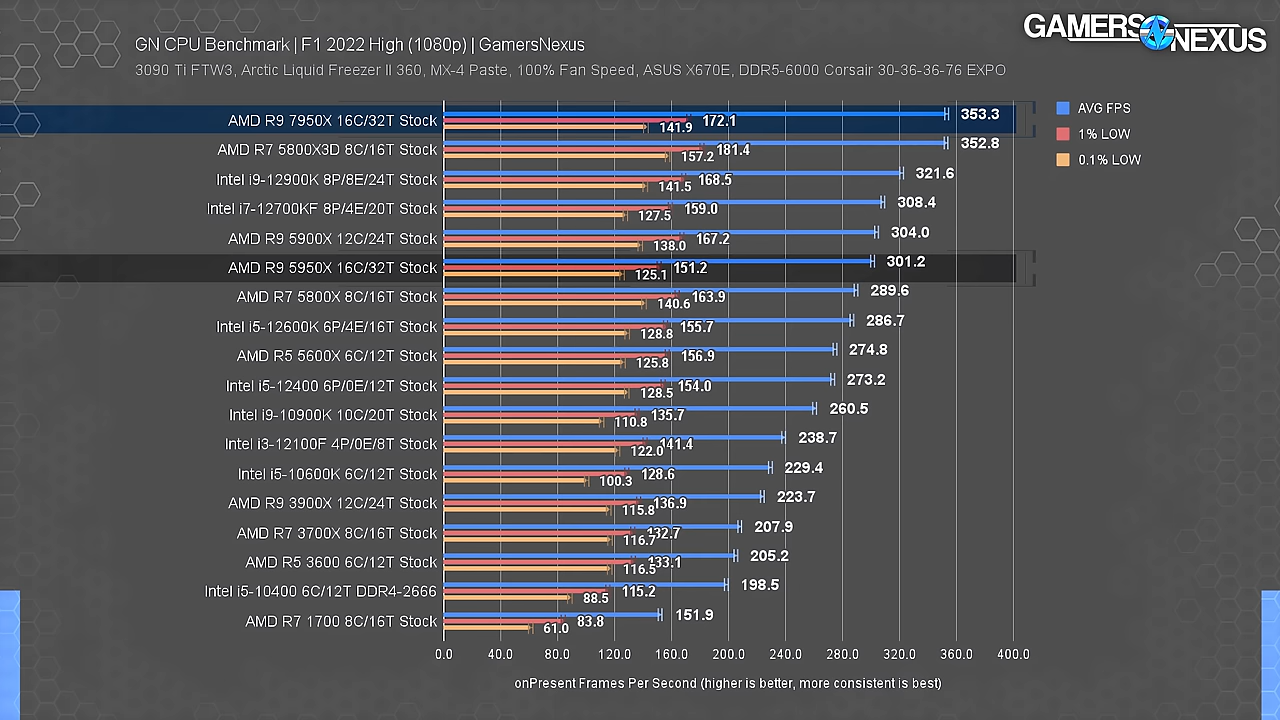 GAMERS NEXUS
GN CPU Benchmark | F1 2022 High (1080p) | GamersNexus
3090 Ti FTW3, Arctic Liquid Freezer II 360, MX-4 Paste, 100% Fan Speed, ASUS X670E, DDR5-6000 Corsair 30-36-36-76 EXPO
AVG FPS
1% LOW
0.1% LOW
AMD R9 7950X 16C/32T Stock 353.3 172.1 141.9
AMD R7 5800X3D 8C/16T Stock 352.8 181.4 157.2
Intel i9-12900K 8P/8E/24T Stock 321.6 168.5 141.5
Intel i7-12700KF 8P/4E/20T Stock 308.4 159.0 127.5
AMD R9 5900X 12C/24T Stock 304.0 167.2 138.0
AMD R9 5950X 16C/32T Stock 301.2 151.2 125.1
AMD R7 5800X 8C/16T Stock 289.6 163.9 140.6
Intel i5-12600K 6P/4E/16T Stock 286.7 155.7 128.8
AMD R5 5600X 6C/12T Stock 274.8 156.9 125.8
Intel i5-12400 6P/0E/12T Stock 273.2 154.0 128.5
Intel i9-10900K 10C/20T Stock 260.5 135.7 110.8
Intel i3-12100F 4P/0E/8T Stock 238.7 141.4 122.0
Intel i5-10600K 6C/12T Stock 229.4 128.6 100.3
AMD R9 3900X 12C/24T Stock 223.7 136.9 115.8
AMD R7 3700X 8C/16T Stock 207.9 132.7 116.7
AMD R5 3600 6C/12T Stock 205.2 133.1 116.5
Intel i5-10400 6C/12T DDR4-2666 198.5 115.2 88.5
AMD R7 1700 8C/16T Stock 151.9 83.8 61.0
0.0 40.0 80.0 120.0 160.0 200.0 240.0 280.0 320.0 360.0 400.0
onPresent Frames Per Second (higher is better, more consistent is best)